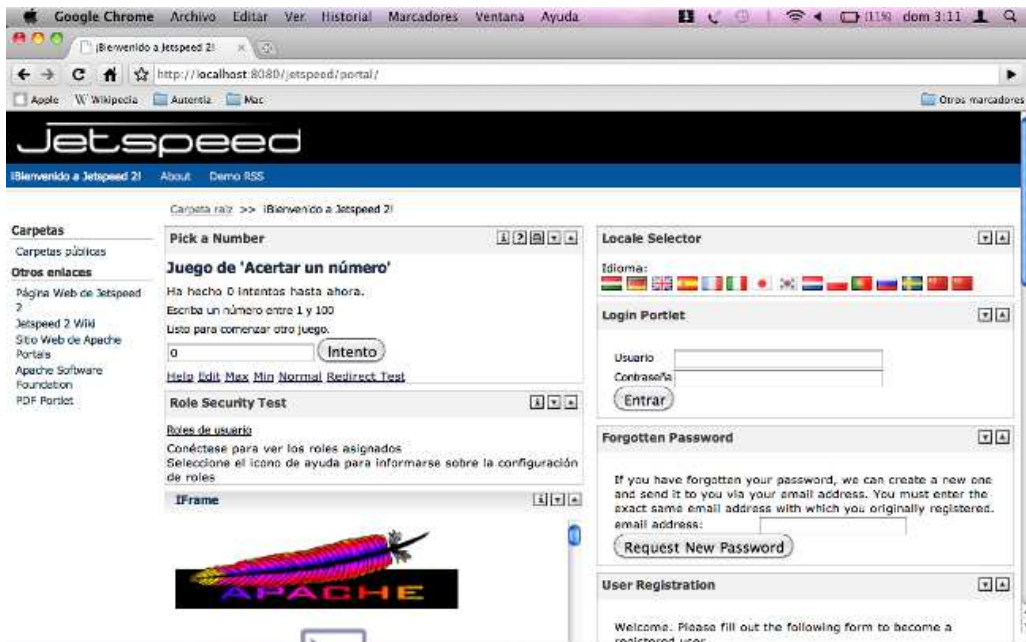 Google Chrome Archivo Editar Ver Historial Marcadores Ventana Ayuda
(11%) dom 3:11
¡Bienvenido a Jetspeed 2!
http://localhost:8080/jetspeed/portal/
Apple Wikipedia Autentia Mac Otros marcadores
Jetspeed
¡Bienvenido a Jetspeed 2! About Demo RSS
Carpeta raíz >> ¡Bienvenido a Jetspeed 2!
Carpetas
Carpetas públicas
Otros enlaces
Página Web de Jetspeed
2
Jetspeed 2 Wiki
Sitio Web de Apache
Portals
Apache Software
Foundation
PDF Portlet
Pick a Number
Juego de 'Acertar un número'
Ha hecho 0 intentos hasta ahora.
Escriba un número entre 1 y 100
Listo para comenzar otro juego.
0 Intento
Help Edit Max Min Normal Redirect Test
Role Security Test
Roles de usuario
Conéctese para ver los roles asignados
Seleccione el icono de ayuda para informarse sobre la configuración
de roles
IFrame
APACHE
Locale Selector
Idioma:
Login Portlet
Usuario
Contraseña
Entrar
Forgotten Password
If you have forgotten your password, we can create a new one
and send it to you via your email address. You must enter the
exact same email address with which you originally registered.
email address:
Request New Password
User Registration
Welcome. Please fill out the following form to become a
registered user